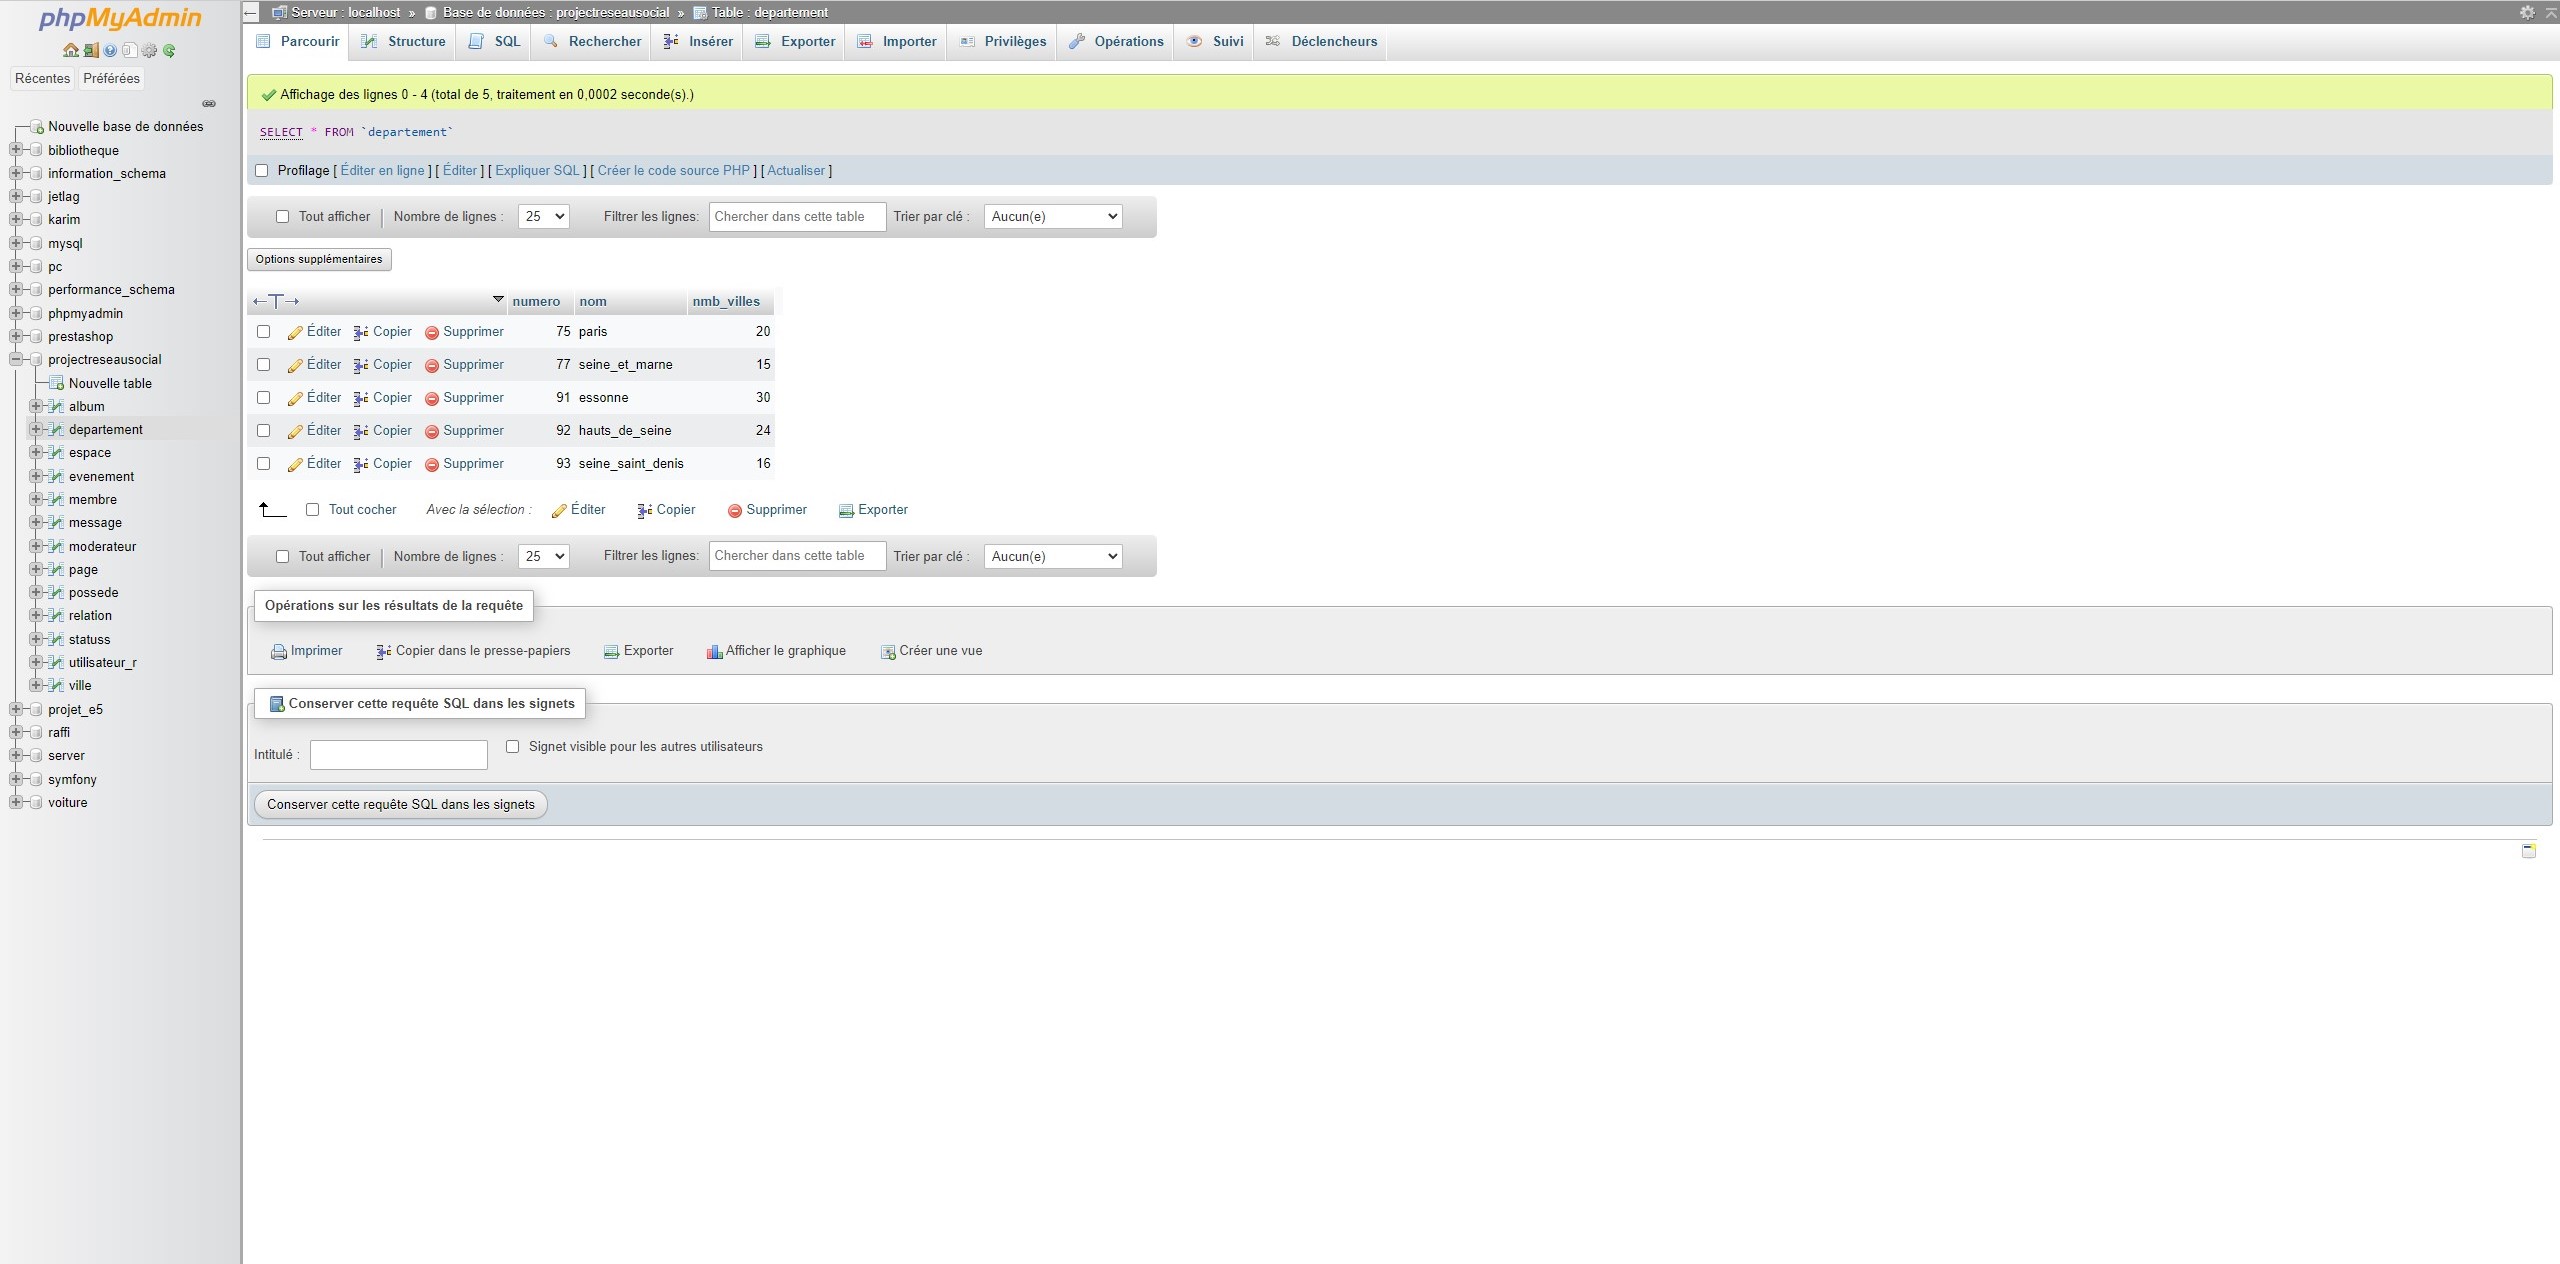 phpMyAdmin
Récentes Préférées
Nouvelle base de données
bibliotheque
information_schema
jetlag
karim
mysql
pc
performance_schema
phpmyadmin
prestashop
projectreseausocial
Nouvelle table
album
departement
espace
evenement
membre
message
moderateur
page
possede
relation
statuss
utilisateur_r
ville
projet_e5
raffi
server
symfony
voiture
Serveur : localhost » Base de données : projectreseausocial » Table : departement
Parcourir Structure SQL Rechercher Insérer Exporter Importer Privilèges Opérations Suivi Déclencheurs
Affichage des lignes 0 - 4 (total de 5, traitement en 0,0002 seconde(s).)
SELECT * FROM `departement`
Profilage [ Éditer en ligne ] [ Éditer ] [ Expliquer SQL ] [ Créer le code source PHP ] [ Actualiser ]
Tout afficher | Nombre de lignes : 25 Filtrer les lignes: Chercher dans cette table Trier par clé : Aucun(e)
Options supplémentaires
←T→ numero nom nmb_villes
Éditer Copier Supprimer 75 paris 20
Éditer Copier Supprimer 77 seine_et_marne 15
Éditer Copier Supprimer 91 essonne 30
Éditer Copier Supprimer 92 hauts_de_seine 24
Éditer Copier Supprimer 93 seine_saint_denis 16
Tout cocher Avec la sélection : Éditer Copier Supprimer Exporter
Tout afficher | Nombre de lignes : 25 Filtrer les lignes: Chercher dans cette table Trier par clé : Aucun(e)
Opérations sur les résultats de la requête
Imprimer Copier dans le presse-papiers Exporter Afficher le graphique Créer une vue
Conserver cette requête SQL dans les signets
Intitulé : Signet visible pour les autres utilisateurs
Conserver cette requête SQL dans les signets